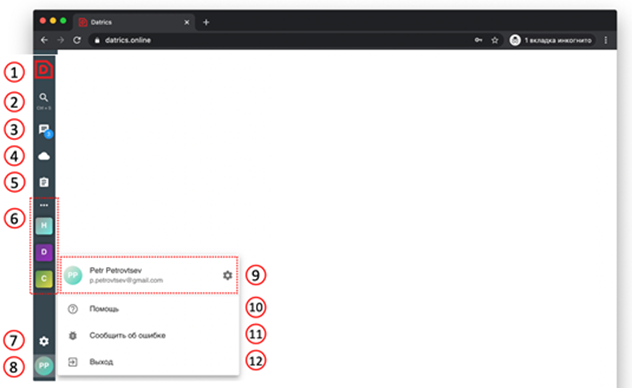 Datrics
datrics.online
1 вкладка инкогнито
1
D
2
3
4
5
6
H
D
C
Petr Petrovtsev
PP
p.petrovtsev@gmail.com
9
Помощь
10
Сообщить об ошибке
11
Выход
12
7
8
PP